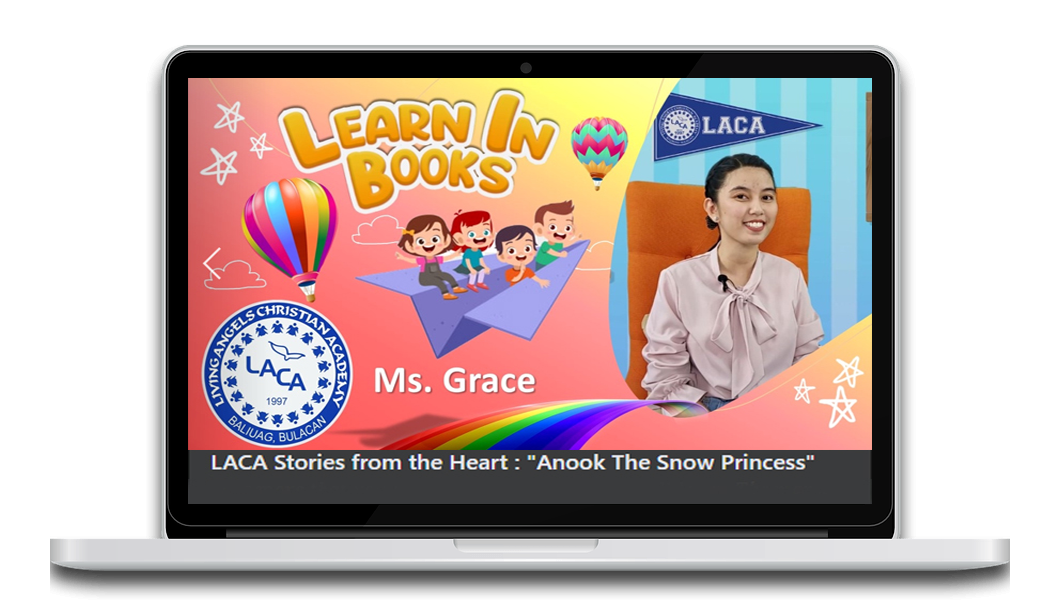 LEARN IN
BOOKS
LACA
LIVING ANGELS CHRISTIAN ACADEMY
LACA
1997
BALIUAG, BULACAN
Ms. Grace
LACA Stories from the Heart : "Anook The Snow Princess"